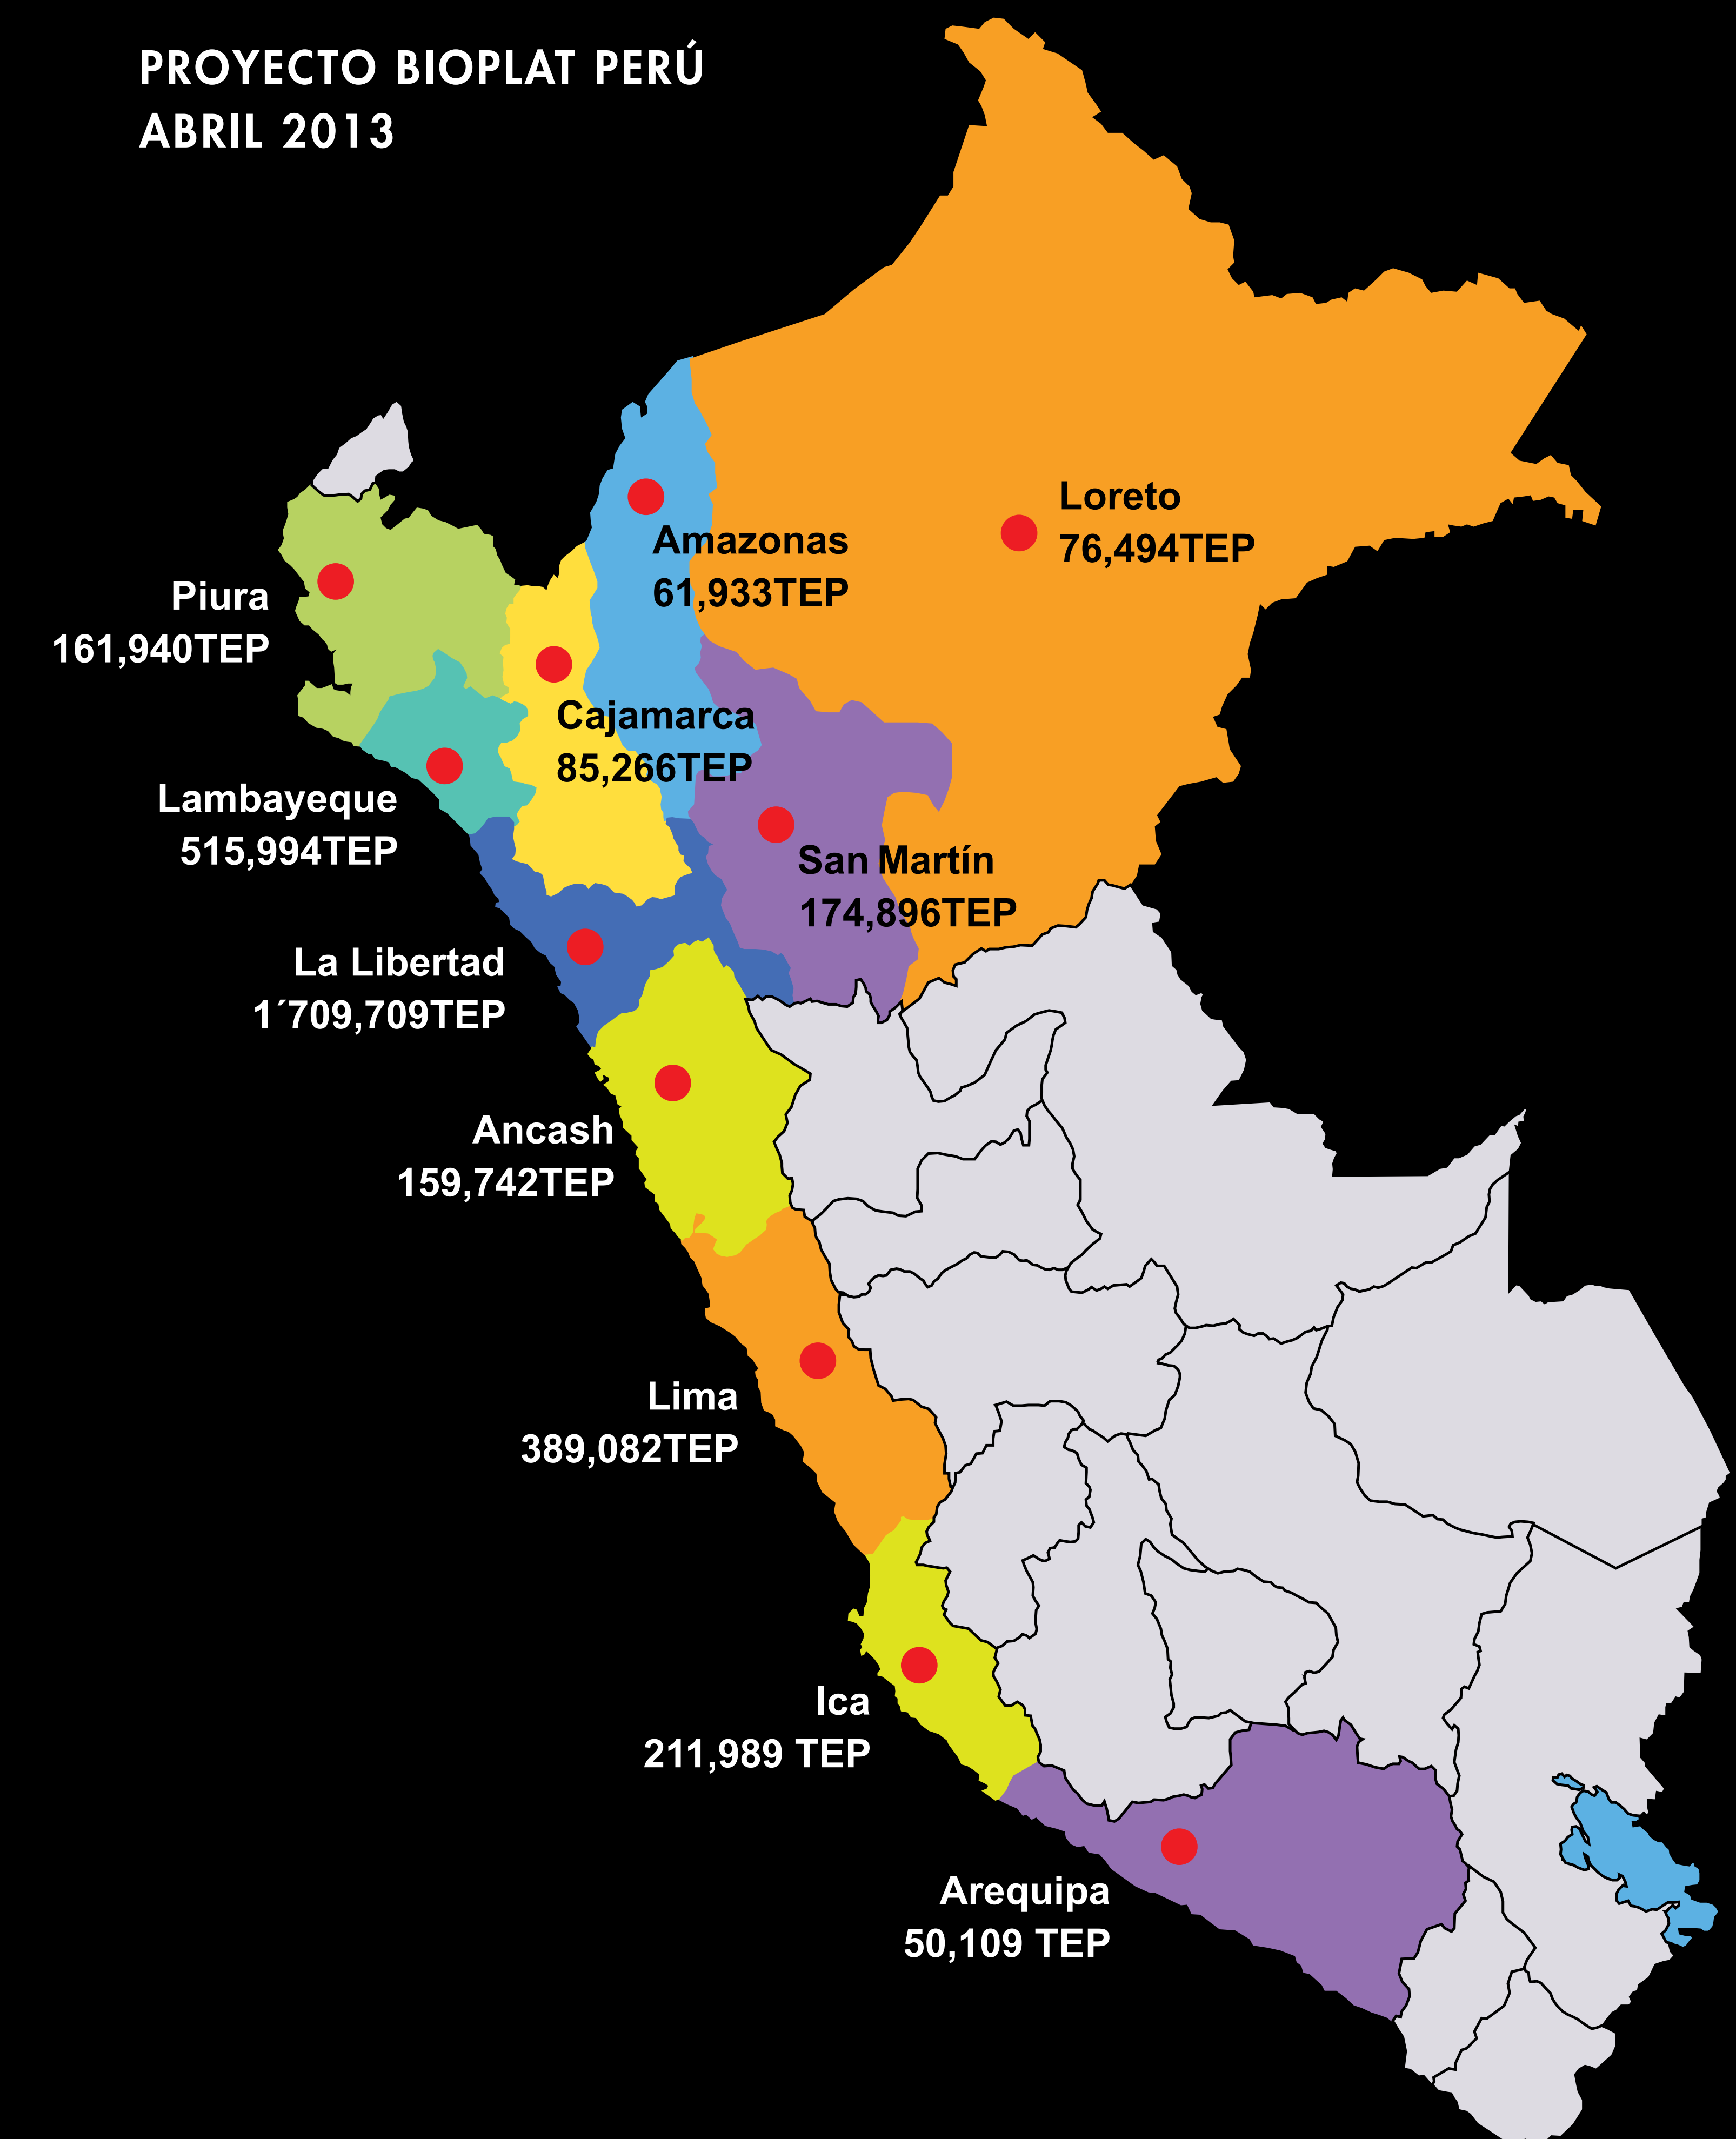 PROYECTO BIOPLAT PERÚ
ABRIL 2013
Loreto
76,494TEP
Amazonas
61,933TEP
Piura
161,940TEP
Cajamarca
85,266TEP
Lambayeque
515,994TEP
San Martín
174,896TEP
La Libertad
1´709,709TEP
Ancash
159,742TEP
Lima
389,082TEP
Ica
211,989 TEP
Arequipa
50,109 TEP